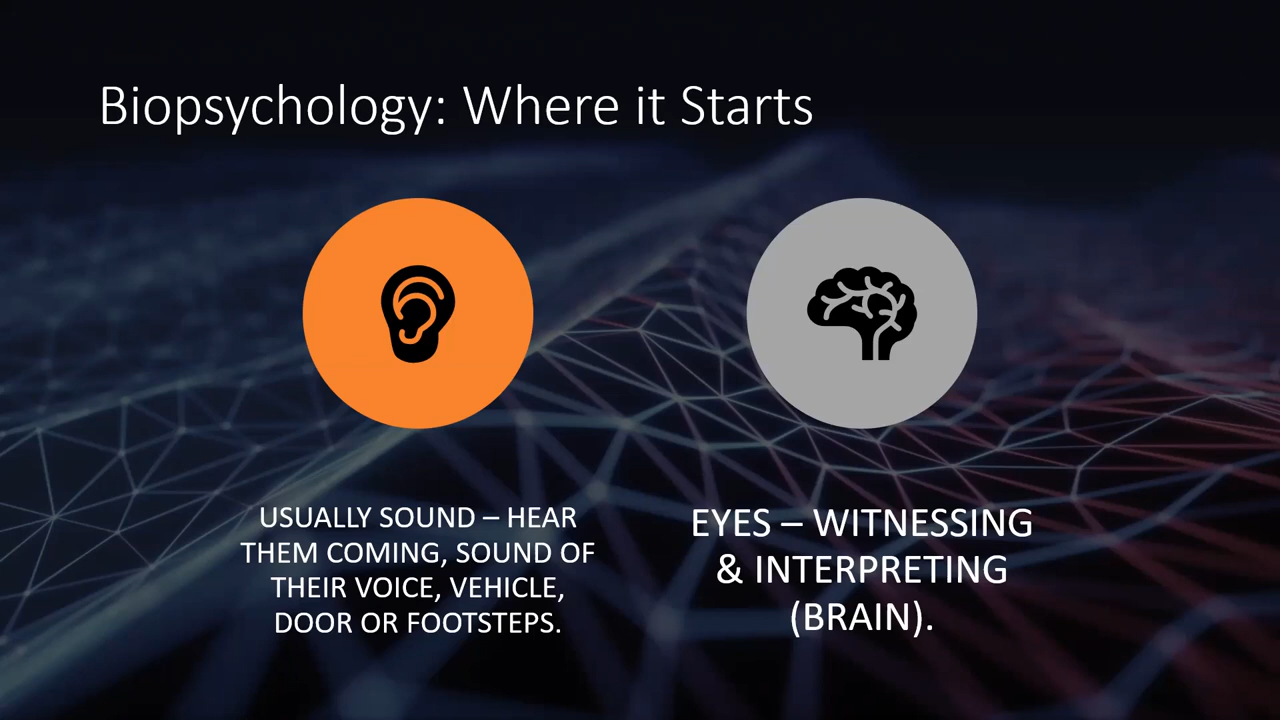 Biopsychology: Where it Starts
USUALLY SOUND – HEAR
THEM COMING, SOUND OF
THEIR VOICE, VEHICLE,
DOOR OR FOOTSTEPS.
EYES – WITNESSING
& INTERPRETING
(BRAIN).